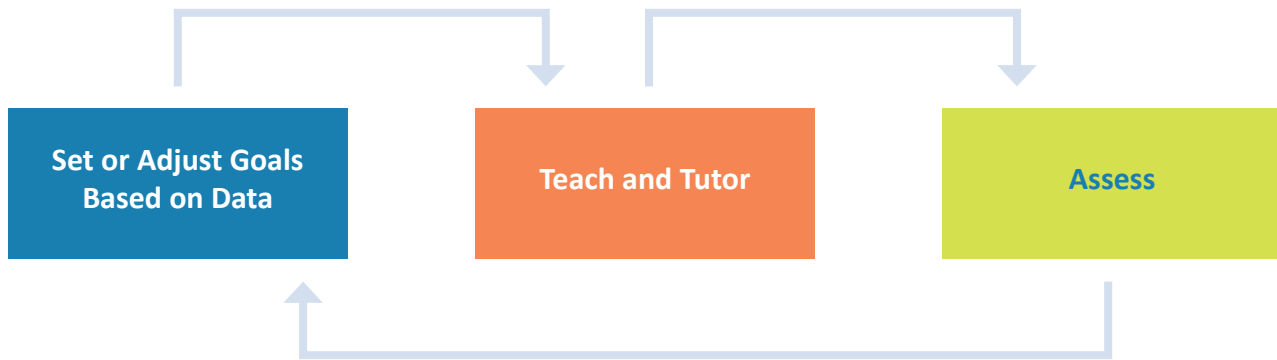 Set or Adjust Goals
Based on Data
Teach and Tutor
Assess